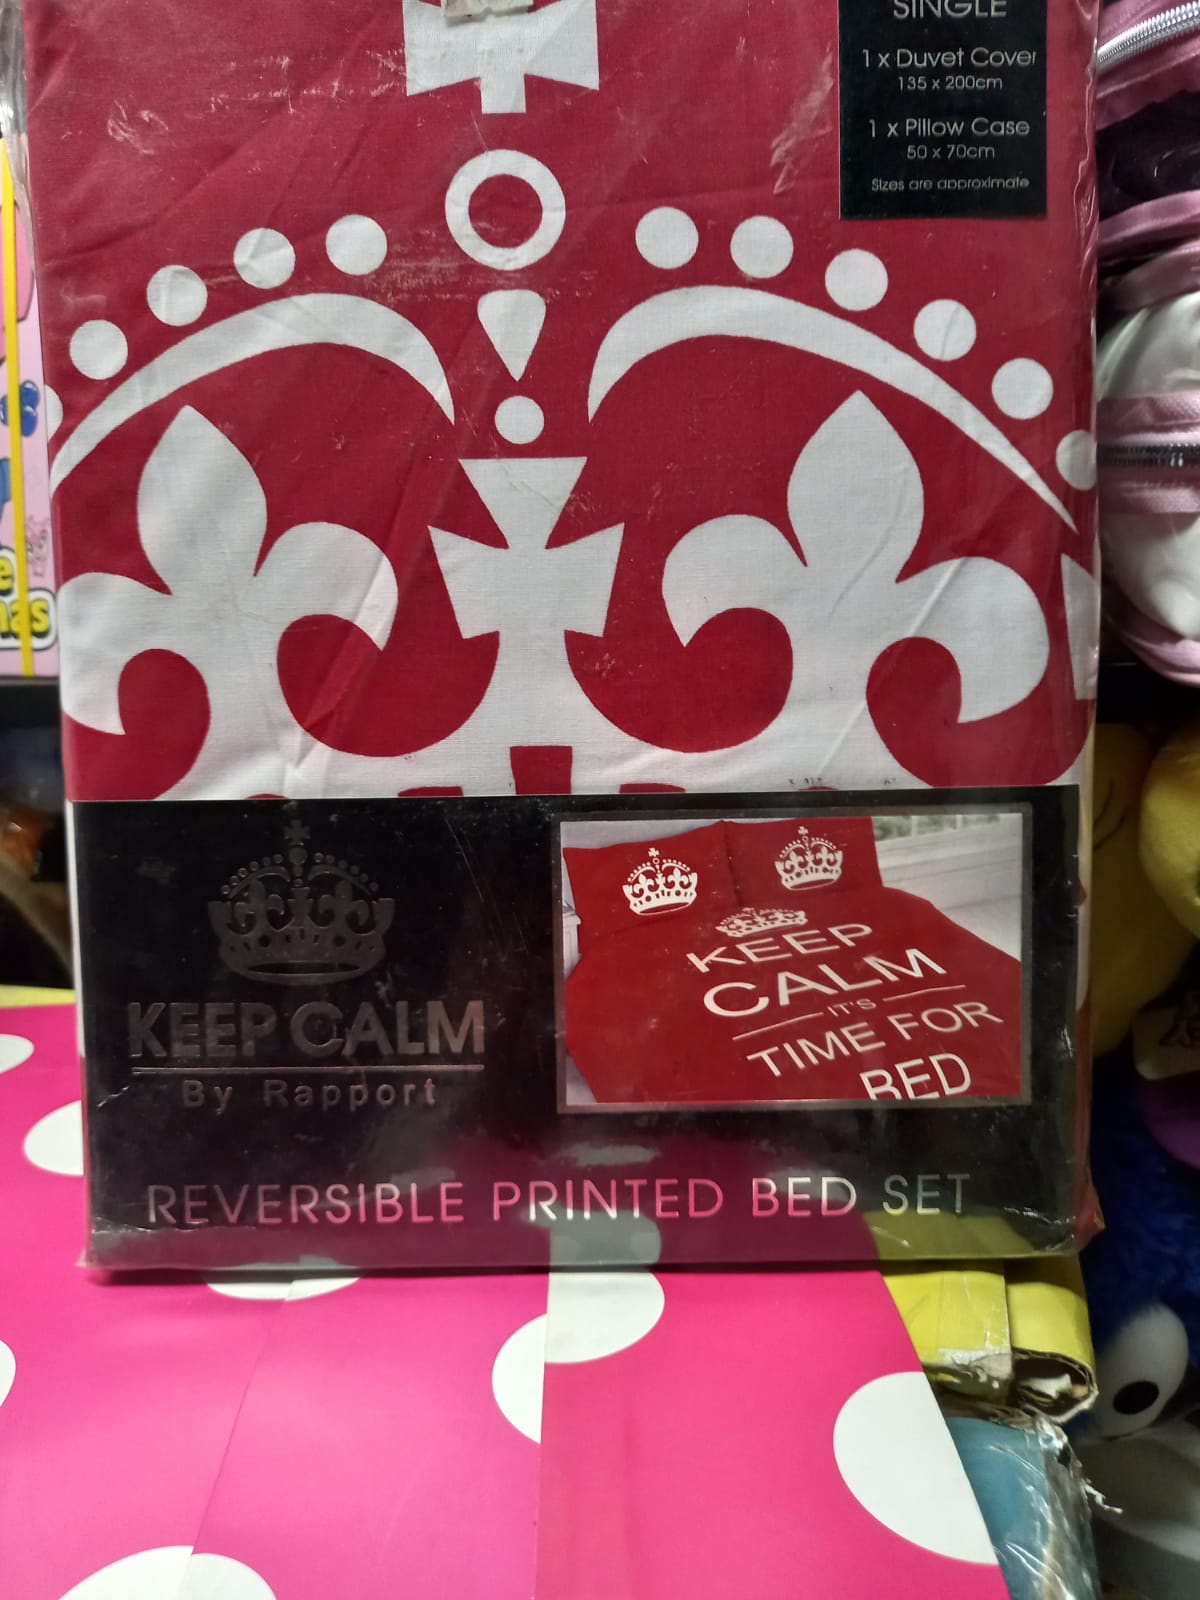 SINGLE
1 x Duvet Cover
135 x 200cm
1 x Pillow Case
50 x 70cm
Sizes are approximate
KEEP CALM
By Rapport
KEEP
CALM
IT'S
TIME FOR
BED
REVERSIBLE PRINTED BED SET